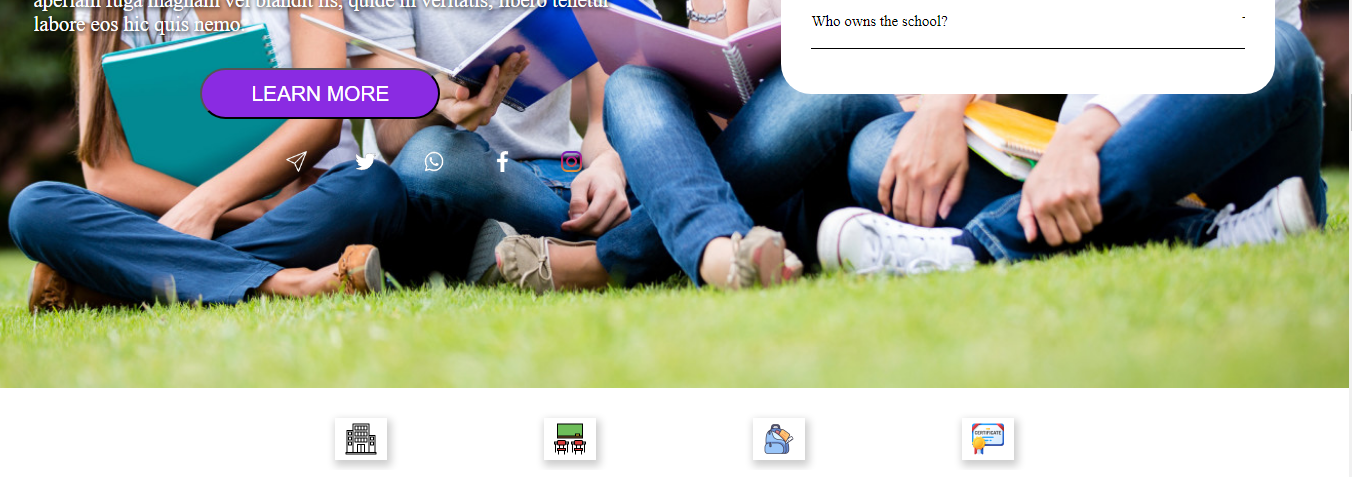 aperiam fuga magnam vel blandit iis, quide in veritatis, libero tenetur
labore eos hic quis nemo.
LEARN MORE
Who owns the school?
-
CERTIFICATE